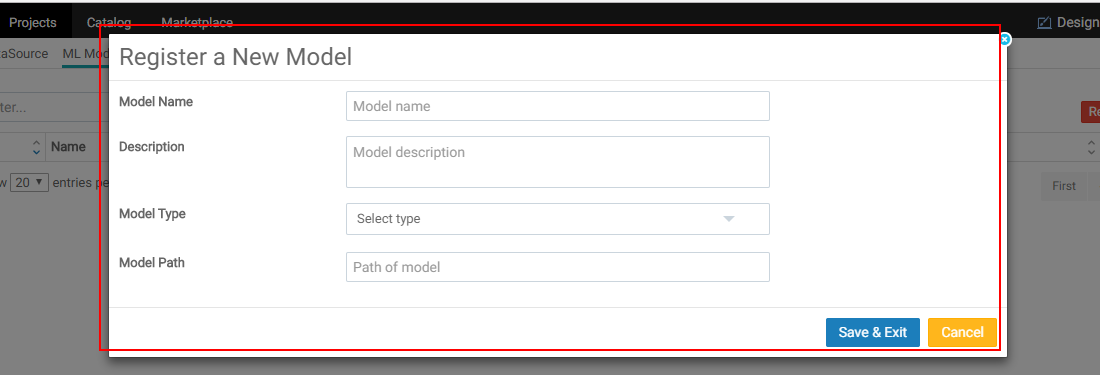 Projects Catalog Marketplace Design
taSource ML Mod
Register a New Model
ter...
Model Name Model name
Re
Description Model description
Name
w 20 entries pe
First
Model Type Select type
Model Path Path of model
Save & Exit Cancel